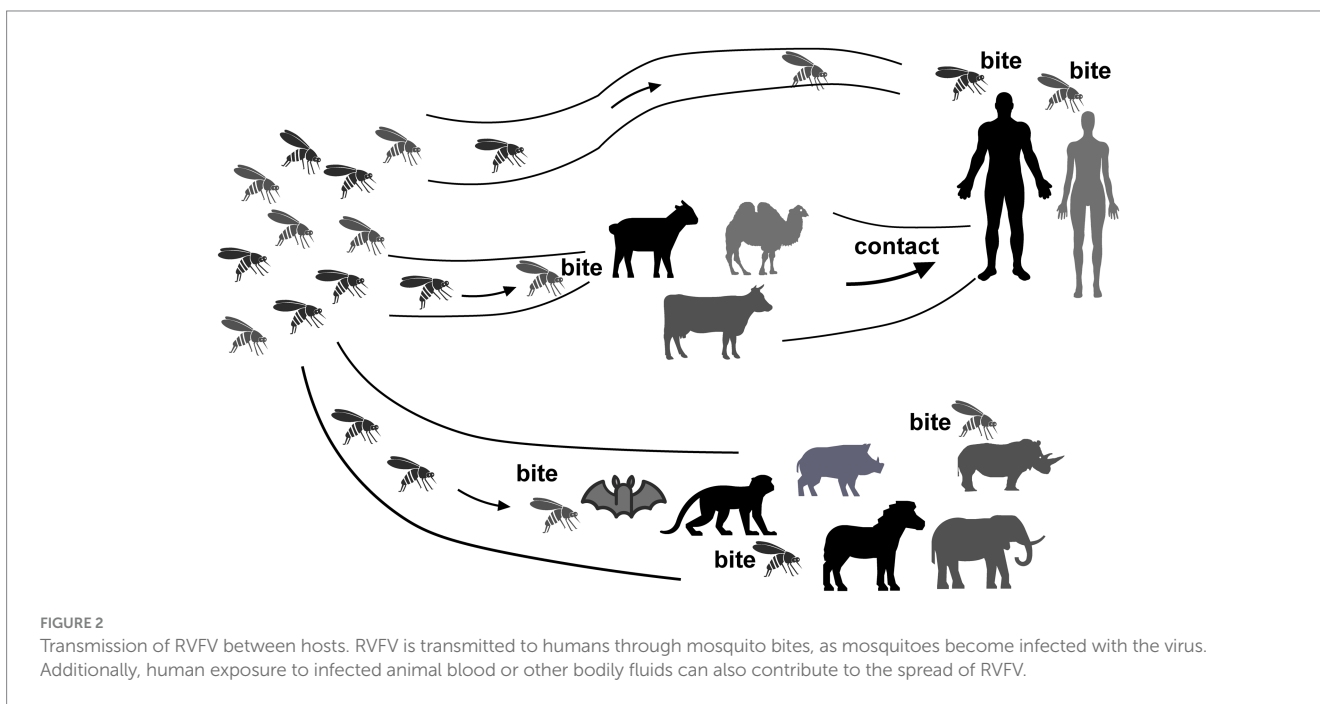 bite
bite
bite
contact
bite
bite
bite
FIGURE 2
Transmission of RVFV between hosts. RVFV is transmitted to humans through mosquito bites, as mosquitoes become infected with the virus.
Additionally, human exposure to infected animal blood or other bodily fluids can also contribute to the spread of RVFV.